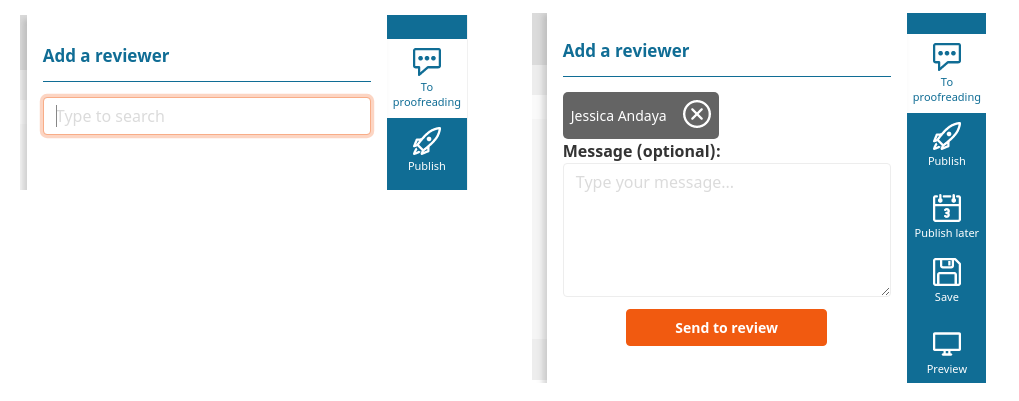 Add a reviewer
Type to search
To
proofreading
Publish
Add a reviewer
Jessica Andaya
Message (optional):
Type your message...
Send to review
To
proofreading
Publish
3
Publish later
Save
Preview